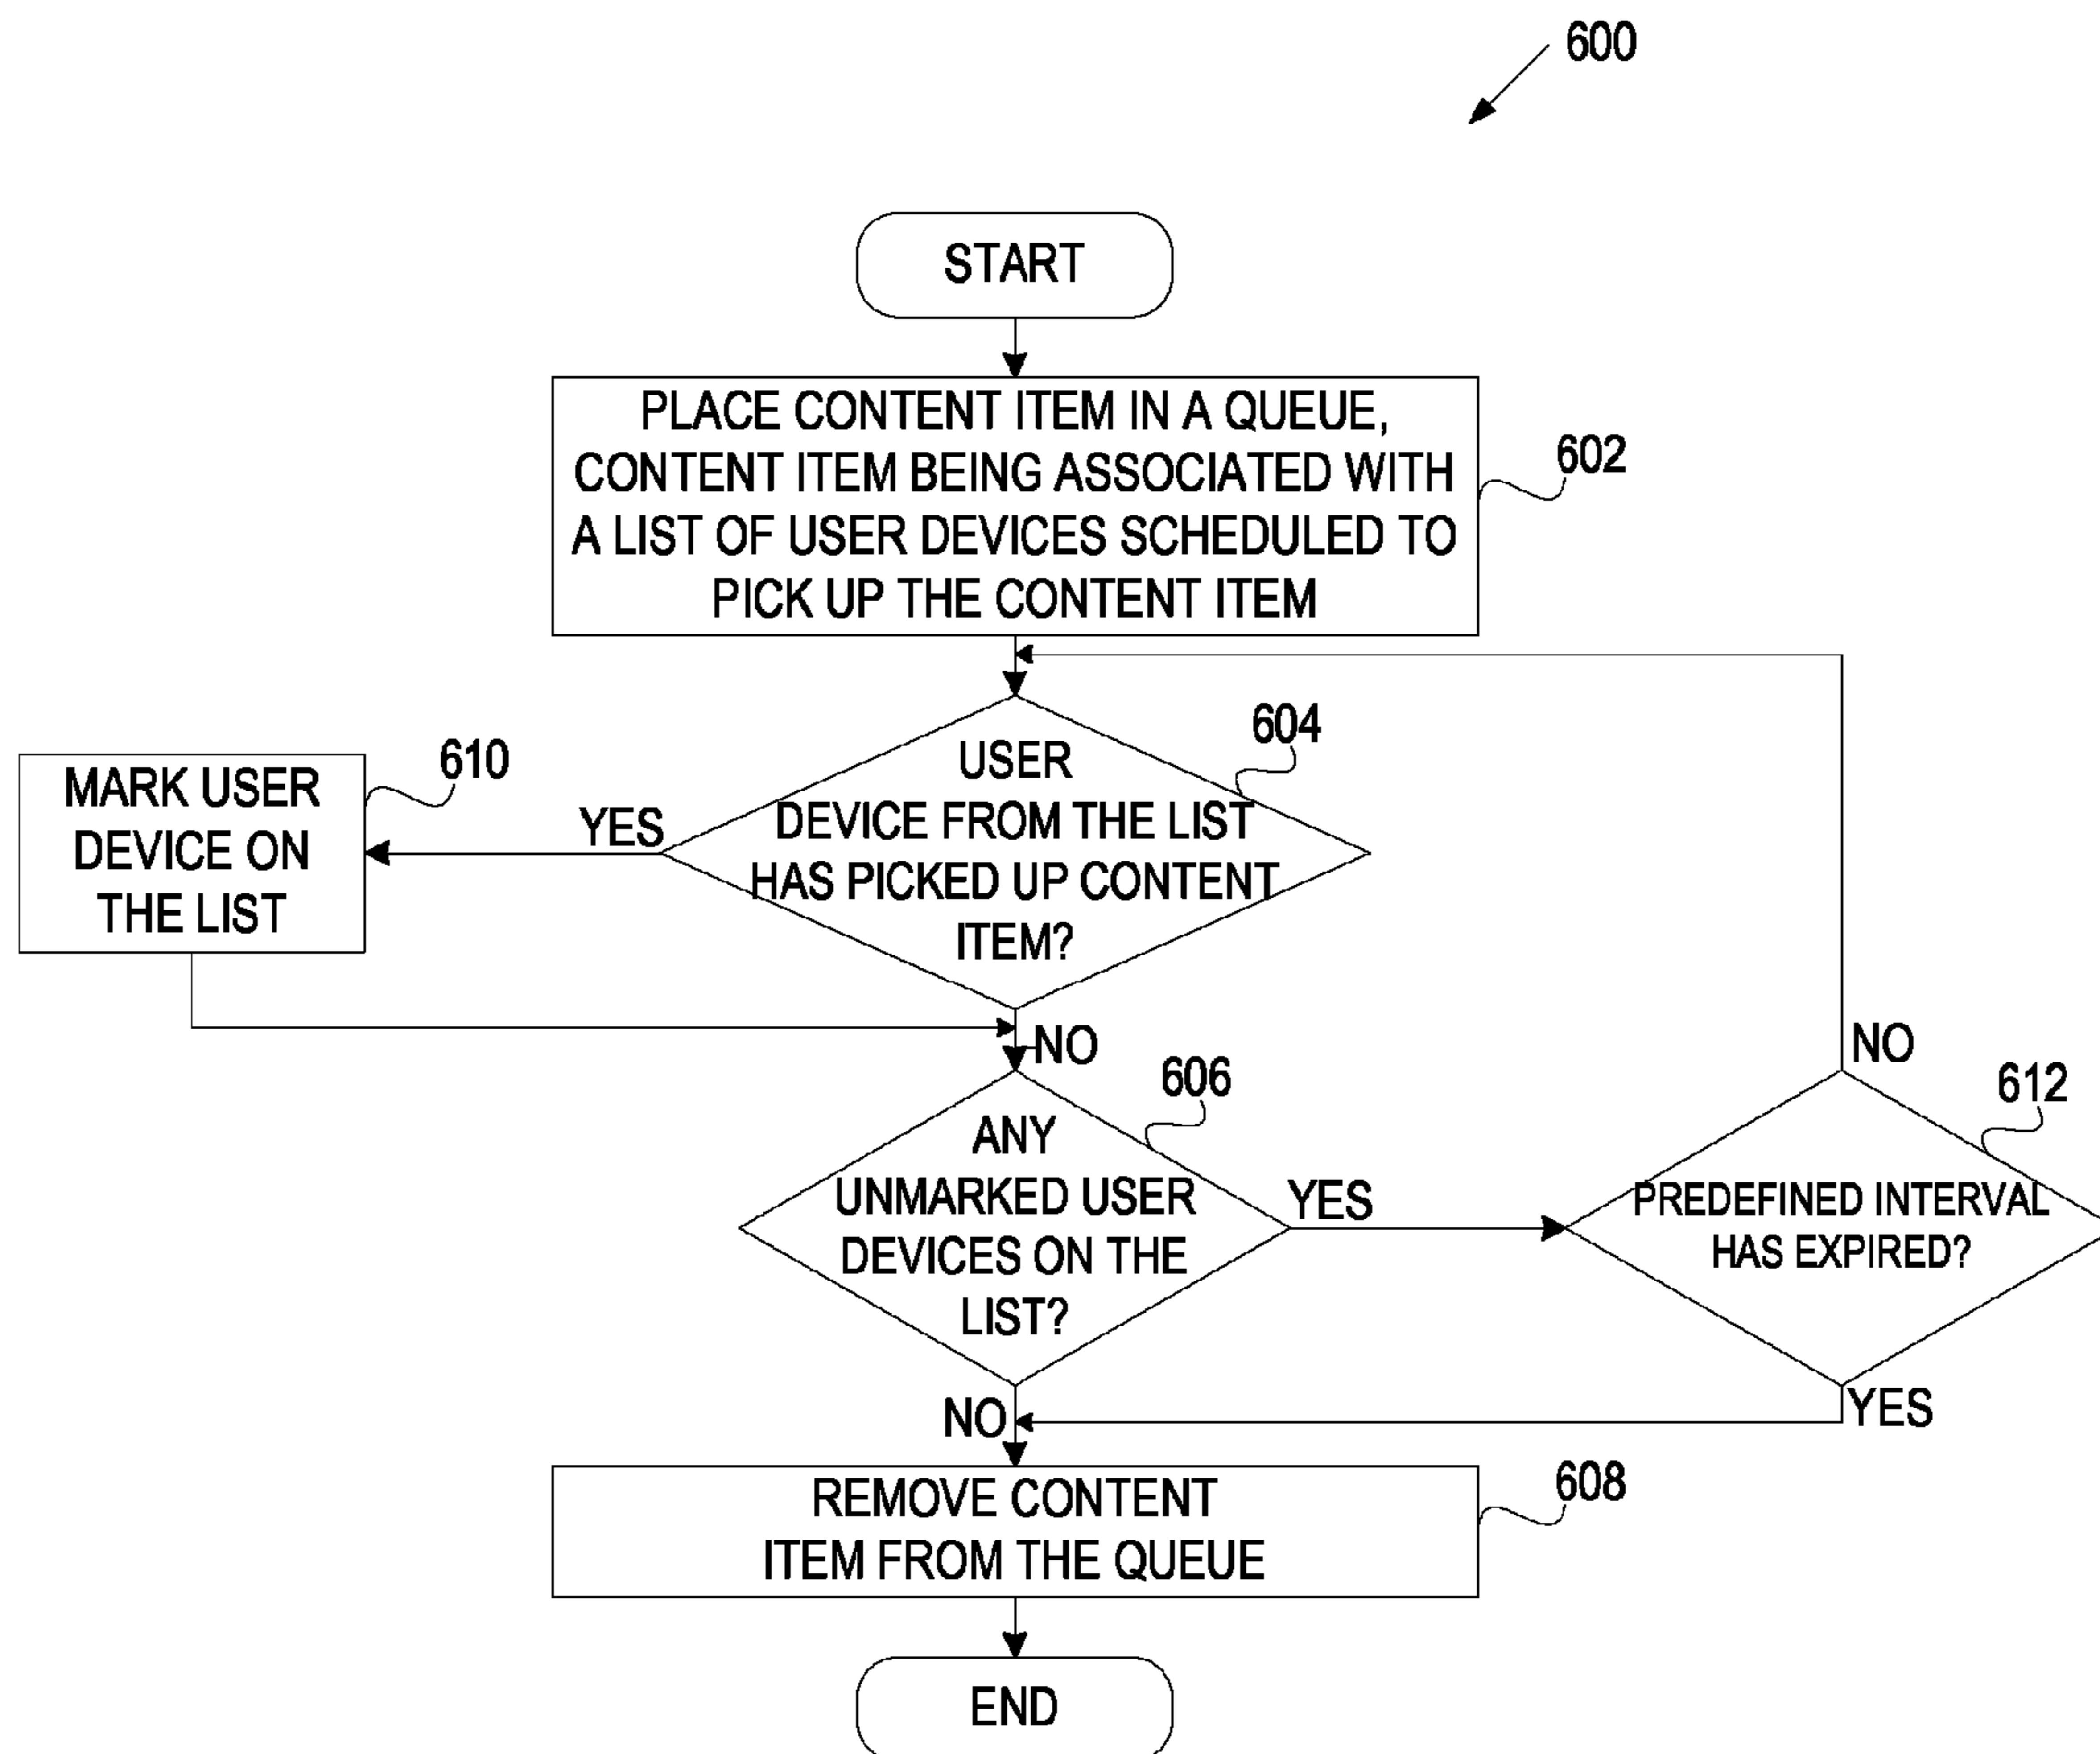 600
START
PLACE CONTENT ITEM IN A QUEUE,
CONTENT ITEM BEING ASSOCIATED WITH
A LIST OF USER DEVICES SCHEDULED TO
PICK UP THE CONTENT ITEM
602
604
USER
DEVICE FROM THE LIST
HAS PICKED UP CONTENT
ITEM?
YES
610
MARK USER
DEVICE ON
THE LIST
NO
606
ANY
UNMARKED USER
DEVICES ON THE
LIST?
YES
NO
612
PREDEFINED INTERVAL
HAS EXPIRED?
YES
NO
REMOVE CONTENT
ITEM FROM THE QUEUE
608
END